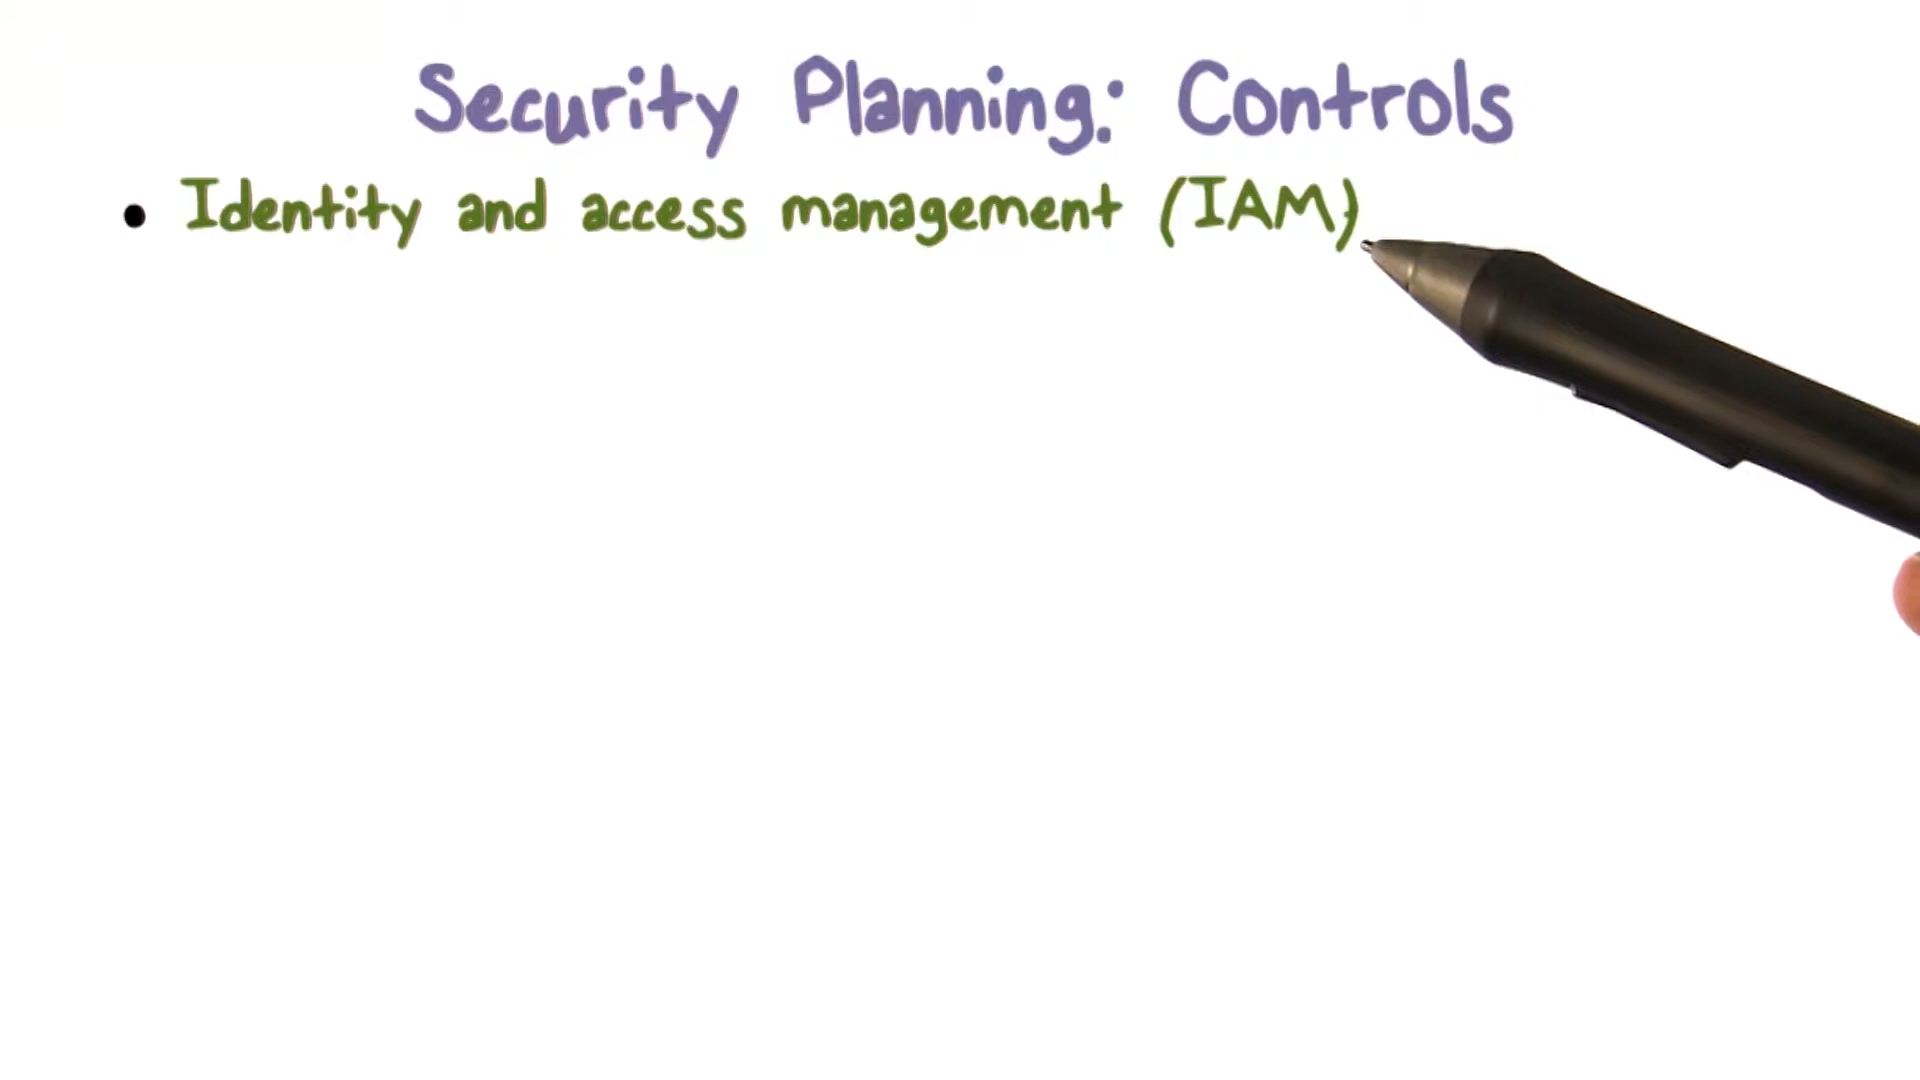 Security Planning: Controls
• Identity and access management (IAM)